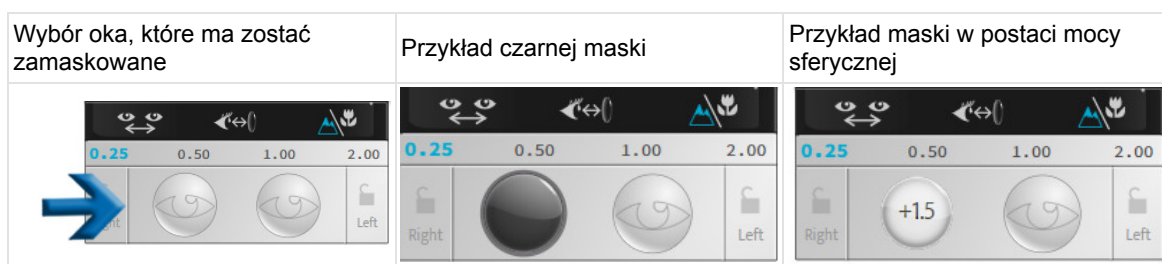 Wybór oka, które ma zostać
zamaskowane
Przykład czarnej maski
Przykład maski w postaci mocy
sferycznej
0.25 0.50 1.00 2.00
Left
0.25 0.50 1.00 2.00
Right Left
0.25 0.50 1.00 2.00
+1.5
Right Left